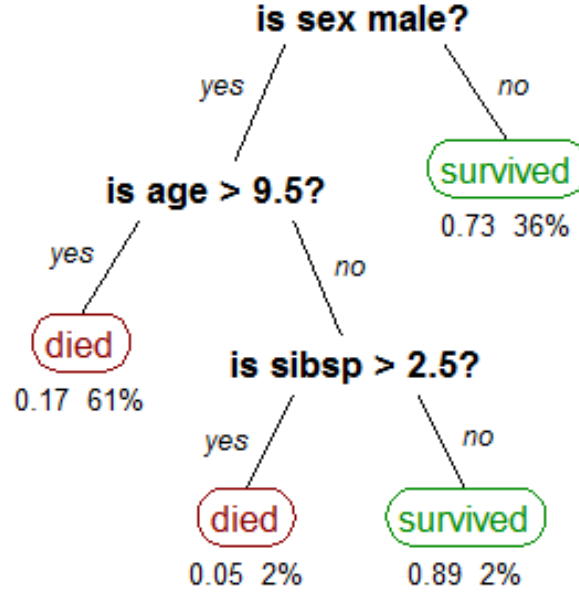 is sex male?
yes
no
survived
0.73 36%
is age > 9.5?
yes
no
died
0.17 61%
is sibsp > 2.5?
yes
no
died
0.05 2%
survived
0.89 2%